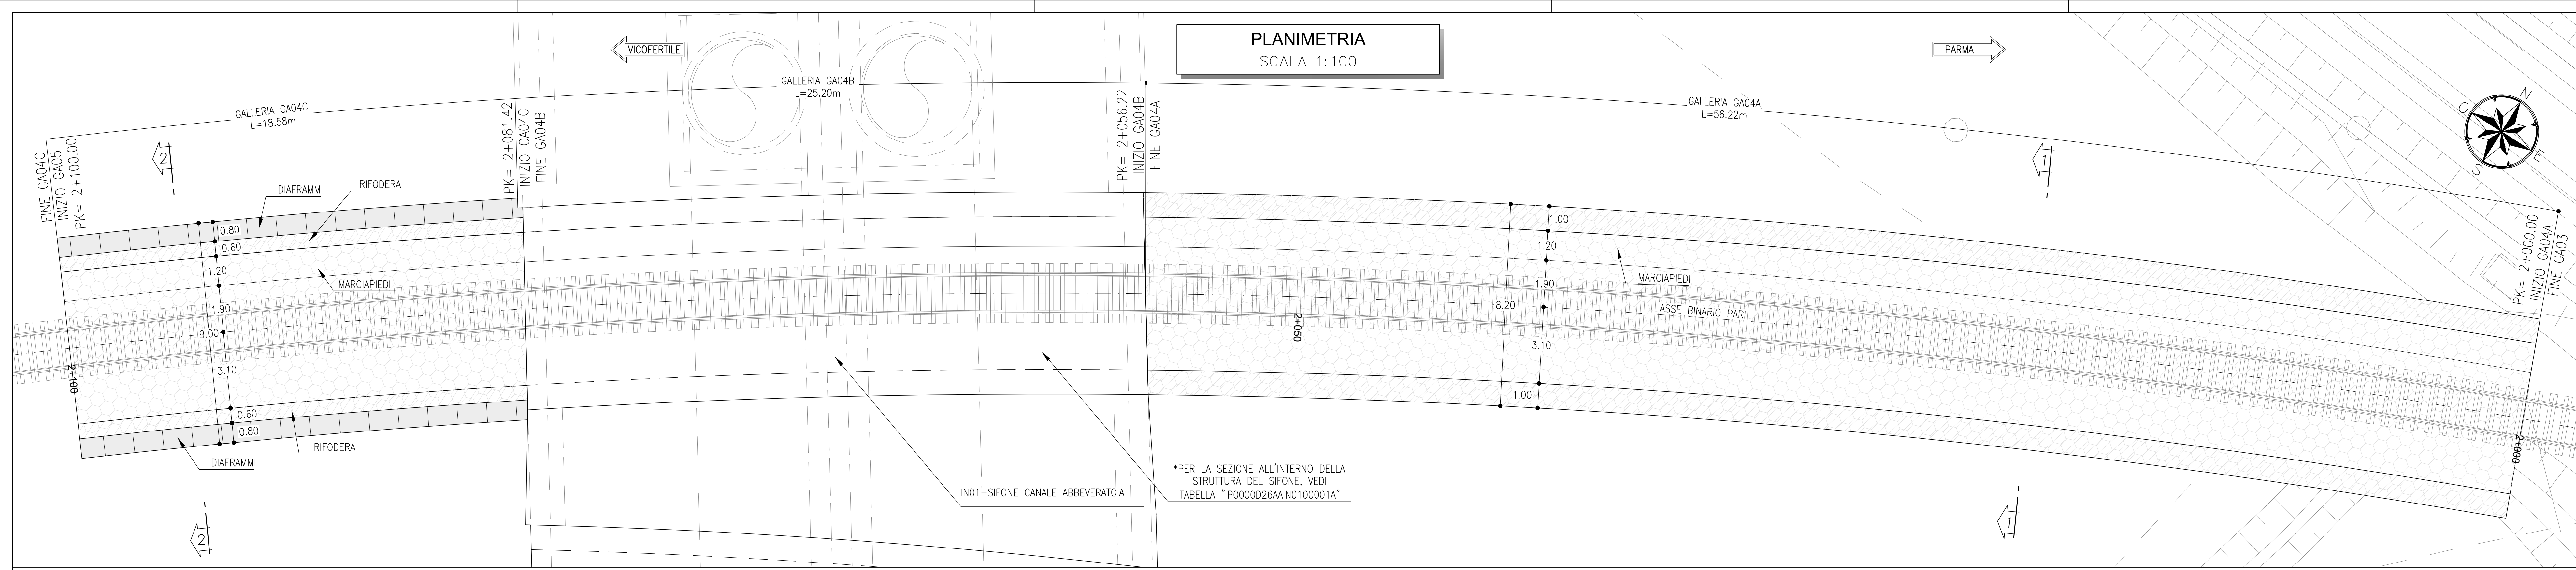 PLANIMETRIA
SCALA 1:100
VICOFERTILE
PARMA
GALLERIA GA04C
L=18.58m
GALLERIA GA04B
L=25.20m
GALLERIA GA04A
L=56.22m
FINE GA04C
INIZIO GA05
PK= 2+100.00
PK= 2+081.42
INIZIO GA04C
FINE GA04B
PK= 2+056.22
INIZIO GA04B
FINE GA04A
PK= 2+000.00
INIZIO GA04A
FINE GA03
N
O
E
S
2
1
DIAFRAMMI
RIFODERA
MARCIAPIEDI
0.80
0.60
1.20
1.90
9.00
3.10
0.60
0.80
2+100
DIAFRAMMI
RIFODERA
2
1.00
1.20
1.90
8.20
3.10
1.00
MARCIAPIEDI
ASSE BINARIO PARI
2+050
2+000
IN01-SIFONE CANALE ABBEVERATOIA
*PER LA SEZIONE ALL'INTERNO DELLA
STRUTTURA DEL SIFONE, VEDI
TABELLA "IP0000D26AAIN0100001A"
1